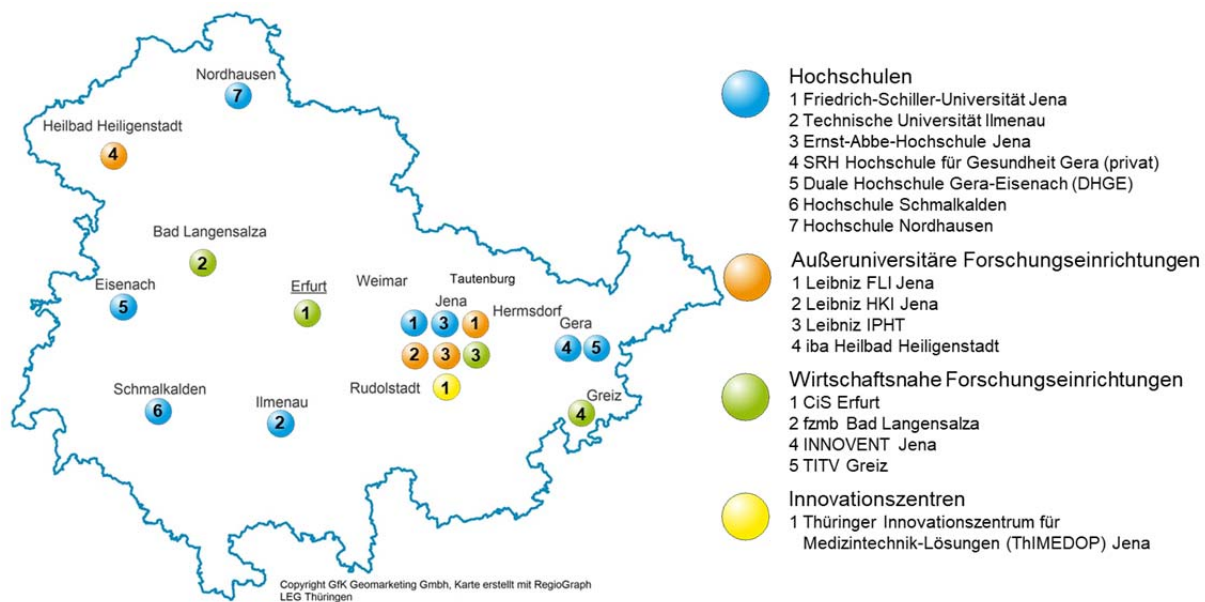 Nordhausen
7
Heilbad Heiligenstadt
4
Bad Langensalza
2
Eisenach
5
Erfurt
1
Weimar
Tautenburg
Jena
Hermsdorf
1 3 1
2 3 3
1
Gera
4 5
Rudolstadt
Schmalkalden
6
Ilmenau
2
Greiz
4
Copyright GfK Geomarketing Gmbh, Karte erstellt mit RegioGraph
LEG Thüringen
Hochschulen
1 Friedrich-Schiller-Universität Jena
2 Technische Universität Ilmenau
3 Ernst-Abbe-Hochschule Jena
4 SRH Hochschule für Gesundheit Gera (privat)
5 Duale Hochschule Gera-Eisenach (DHGE)
6 Hochschule Schmalkalden
7 Hochschule Nordhausen
Außeruniversitäre Forschungseinrichtungen
1 Leibniz FLI Jena
2 Leibniz HKI Jena
3 Leibniz IPHT
4 iba Heilbad Heiligenstadt
Wirtschaftsnahe Forschungseinrichtungen
1 CiS Erfurt
2 fzmb Bad Langensalza
4 INNOVENT Jena
5 TITV Greiz
Innovationszentren
1 Thüringer Innovationszentrum für
Medizintechnik-Lösungen (ThIMEDOP) Jena